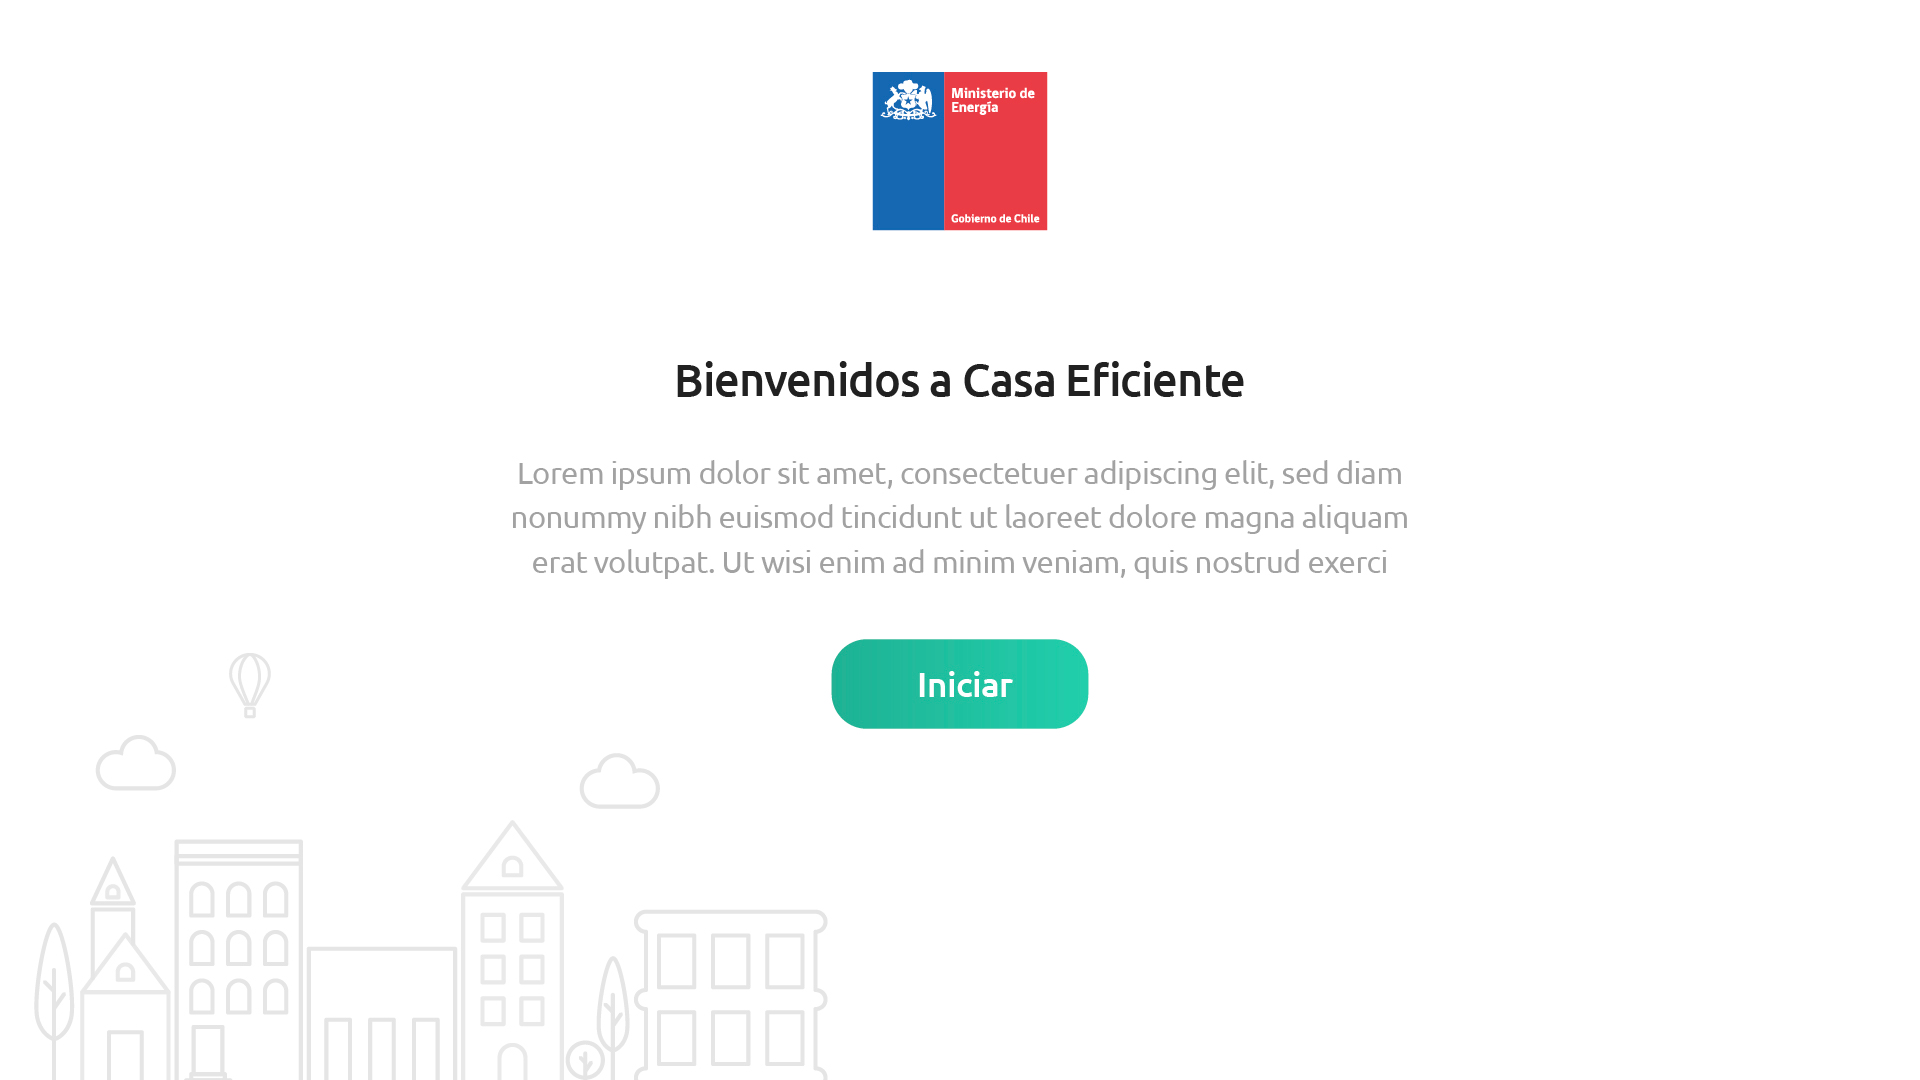 Ministerio de
Energía
Gobierno de Chile
Bienvenidos a Casa Eficiente
Lorem ipsum dolor sit amet, consectetuer adipiscing elit, sed diam
nonummy nibh euismod tincidunt ut laoreet dolore magna aliquam
erat volutpat. Ut wisi enim ad minim veniam, quis nostrud exerci
Iniciar